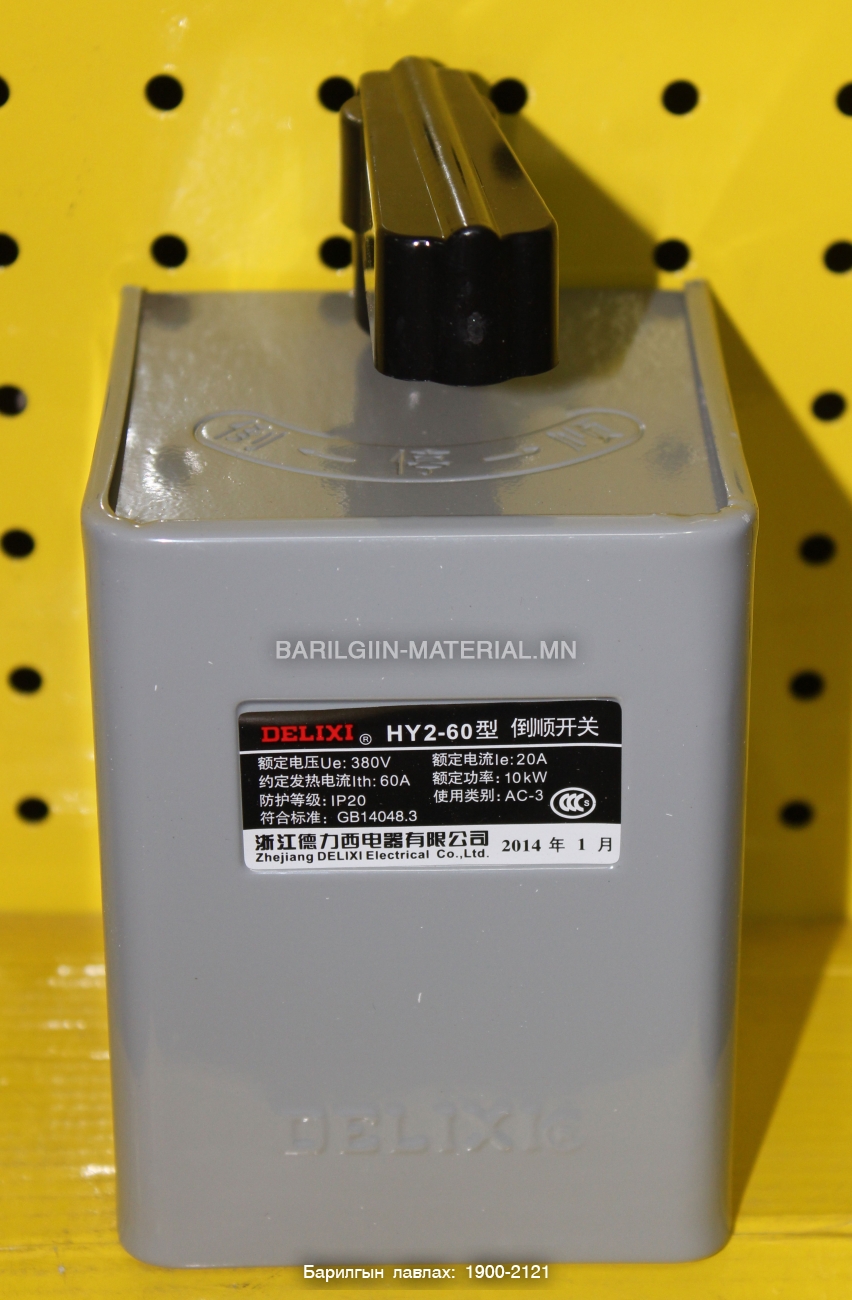 倒 停 顺
BARILGIIN-MATERIAL.MN
DELIXI® HY2-60型 倒顺开关
额定电压Ue: 380V 额定电流Ie: 20A
约定发热电流Ith: 60A 额定功率: 10kW
防护等级: IP20 使用类别: AC-3
符合标准: GB14048.3 CCC S
浙江德力西电器有限公司
Zhejiang DELIXI Electrical Co.,Ltd. 2014 年 1 月
DELIXI
Барилгын лавлах: 1900-2121